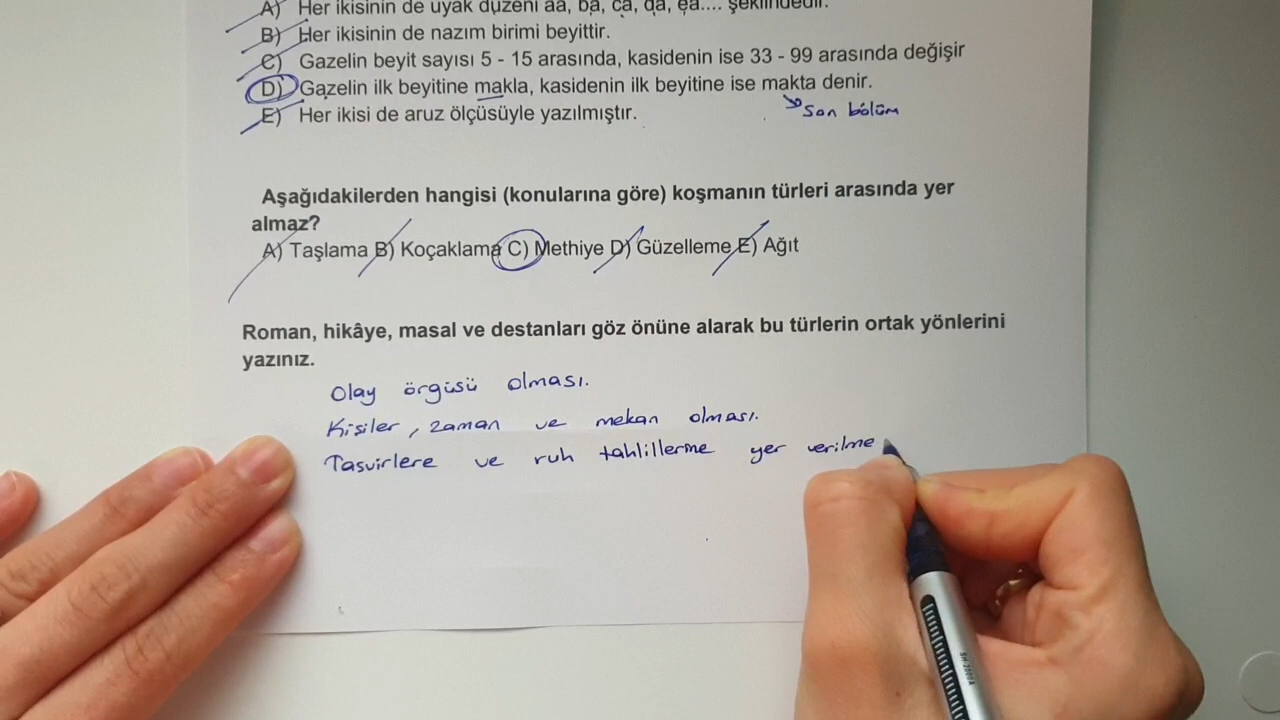 A) Her ikisinin de uyak düzeni aa, ba, ca, da, ea.... şeklindedir.
B) Her ikisinin de nazım birimi beyittir.
C) Gazelin beyit sayısı 5 - 15 arasında, kasidenin ise 33 - 99 arasında değişir
D) Gazelin ilk beyitine makla, kasidenin ilk beyitine ise makta denir.
E) Her ikisi de aruz ölçüsüyle yazılmıştır.
Son bölüm
Aşağıdakilerden hangisi (konularına göre) koşmanın türleri arasında yer
almaz?
A) Taşlama B) Koçaklama C) Methiye D) Güzelleme E) Ağıt
Roman, hikâye, masal ve destanları göz önüne alarak bu türlerin ortak yönlerini
yazınız.
Olay örgüsü olması.
Kişiler, zaman ve mekan olması.
Tasvirlere ve ruh tahlillerine yer verilme